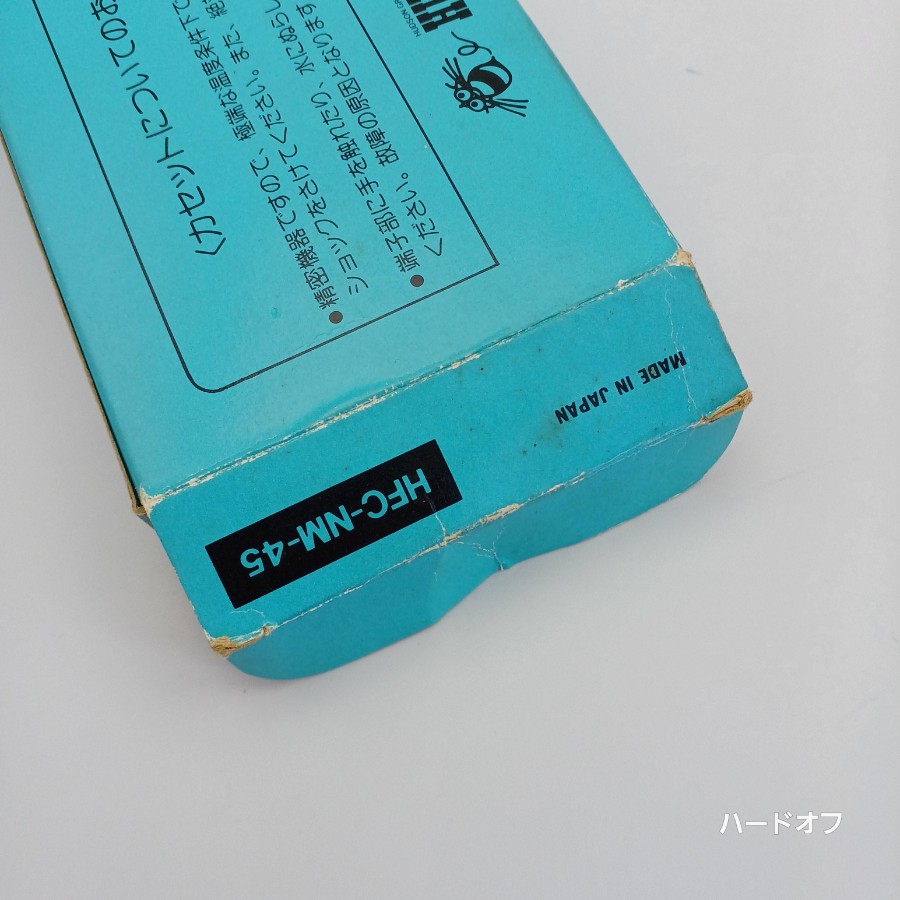 〈カセットについてのお
●精密機器ですので、極端な温度条件下で
ショックをさけてください。また、絶
●端子部に手を触れたり、水にぬらし
ください。故障の原因となります
HUDSON
MADE IN JAPAN
HFC-NM-45
ハードオフ